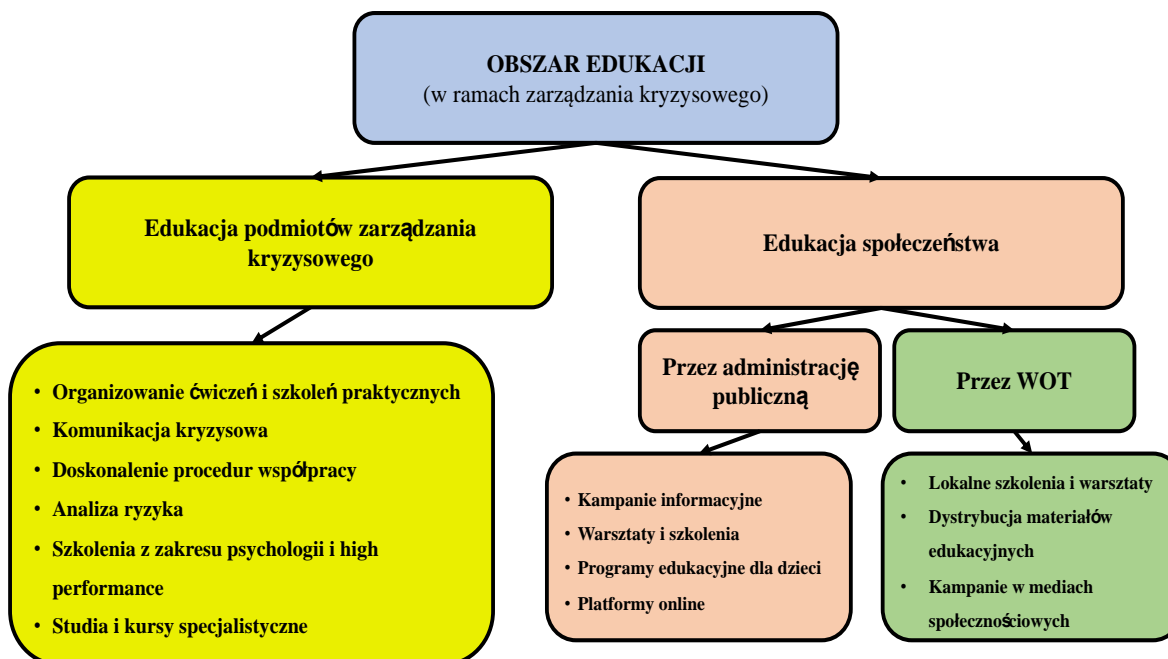 OBSZAR EDUKACJI
(w ramach zarządzania kryzysowego)
Edukacja podmiotów zarządzania
kryzysowego
Edukacja społeczeństwa
• Organizowanie ćwiczeń i szkoleń praktycznych
• Komunikacja kryzysowa
• Doskonalenie procedur współpracy
• Analiza ryzyka
• Szkolenia z zakresu psychologii i high
performance
• Studia i kursy specjalistyczne
Przez administrację
publiczną
Przez WOT
• Kampanie informacyjne
• Warsztaty i szkolenia
• Programy edukacyjne dla dzieci
• Platformy online
• Lokalne szkolenia i warsztaty
• Dystrybucja materiałów
edukacyjnych
• Kampanie w mediach
społecznościowych